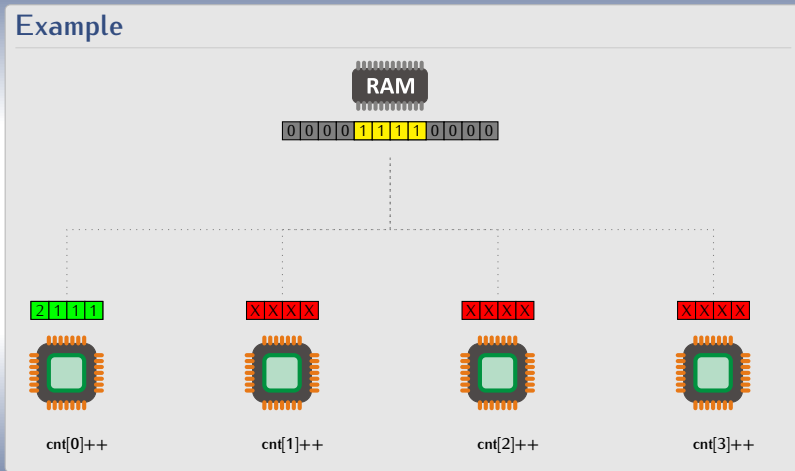 Example
RAM
0 0 0 0 1 1 1 1 0 0 0 0
2 1 1 1 X X X X X X X X X X X X
cnt[0]++ cnt[1]++ cnt[2]++ cnt[3]++